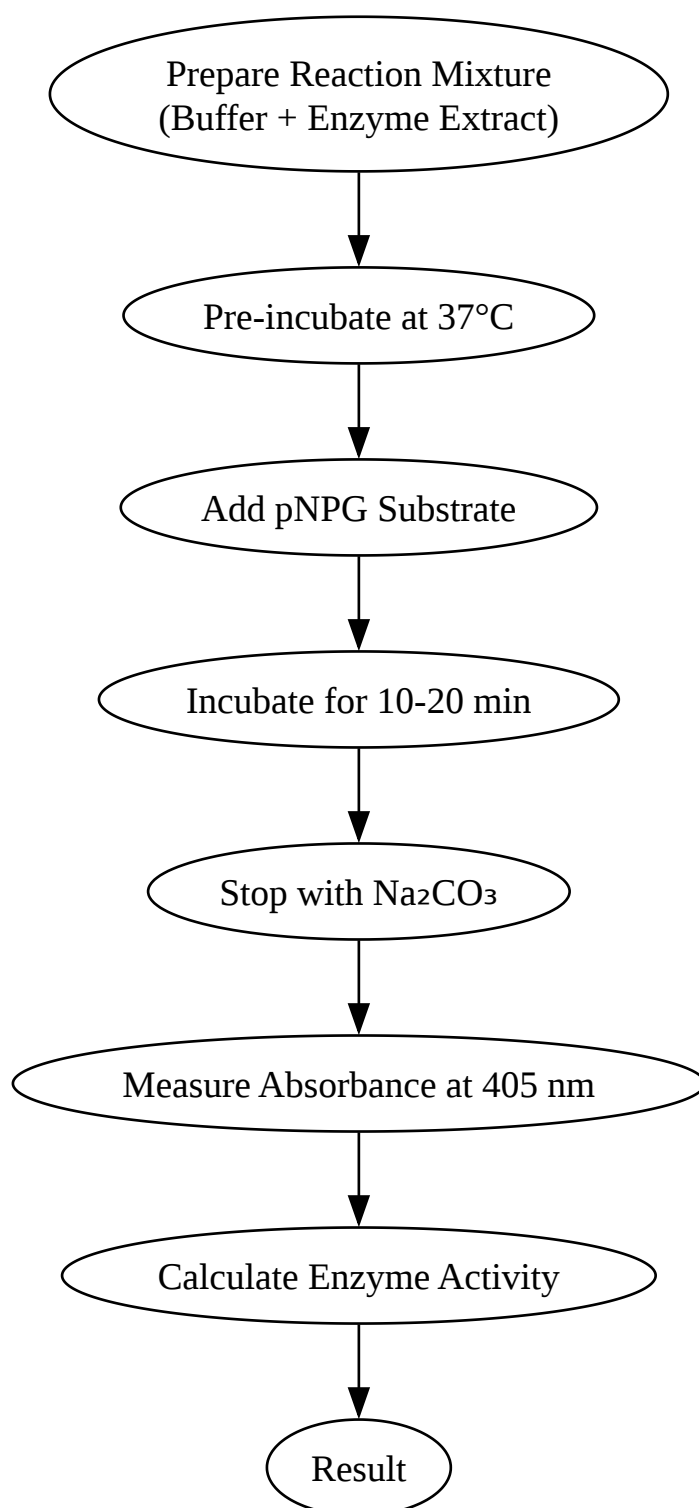 Prepare Reaction Mixture
(Buffer + Enzyme Extract)
Pre-incubate at 37°C
Add pNPG Substrate
Incubate for 10-20 min
Stop with Na₂CO₃
Measure Absorbance at 405 nm
Calculate Enzyme Activity
Result